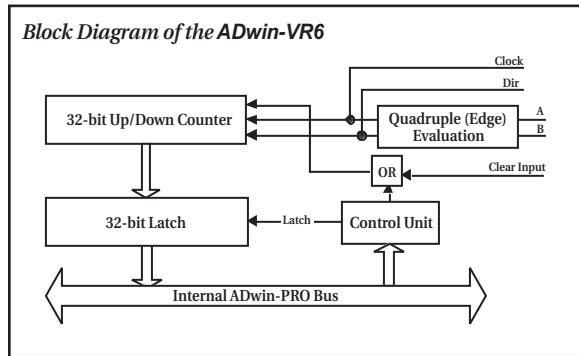 Block Diagram of the ADwin-VR6
Clock
Dir
32-bit Up/Down Counter
Quadruple (Edge)
Evaluation
A
B
OR
Clear Input
32-bit Latch
Latch
Control Unit
Internal ADwin-PRO Bus